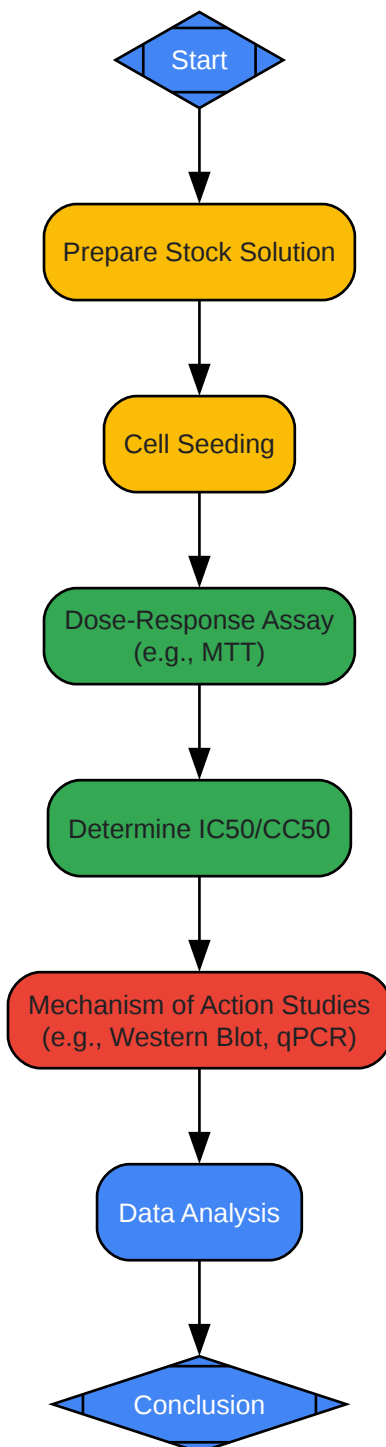 Start
Prepare Stock Solution
Cell Seeding
Dose-Response Assay
(e.g., MTT)
Determine IC50/CC50
Mechanism of Action Studies
(e.g., Western Blot, qPCR)
Data Analysis
Conclusion